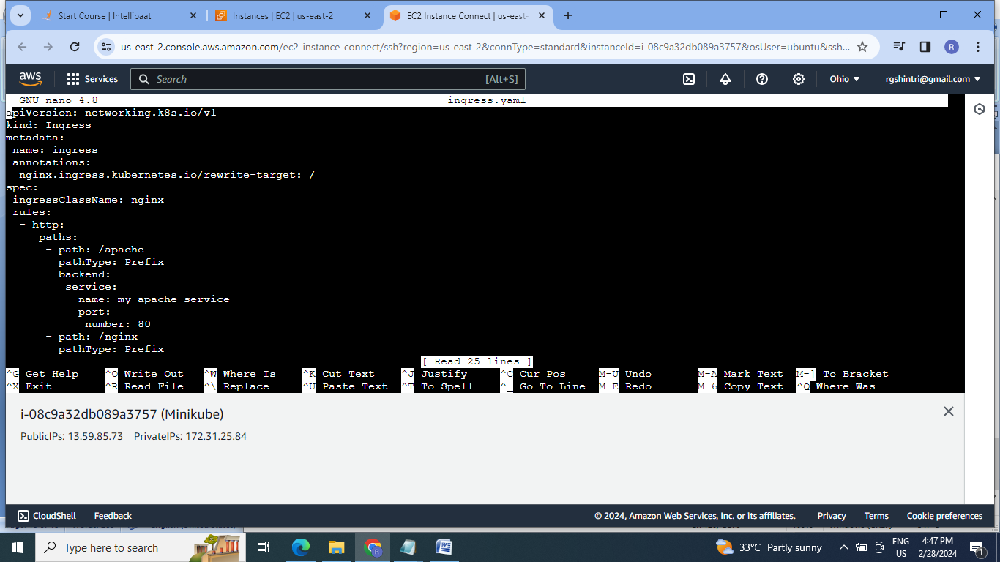 Start Course | Intellipaat
Instances | EC2 | us-east-2
EC2 Instance Connect | us-east-
us-east-2.console.aws.amazon.com/ec2-instance-connect/ssh?region=us-east-2&connType=standard&instanceId=i-08c9a32db089a3757&osUser=ubuntu&ssh...
R
aws Services Search [Alt+S] Ohio rgshintri@gmail.com
GNU nano 4.8 ingress.yaml
apiVersion: networking.k8s.io/v1
kind: Ingress
metadata:
 name: ingress
 annotations:
  nginx.ingress.kubernetes.io/rewrite-target: /
spec:
 ingressClassName: nginx
 rules:
  - http:
     paths:
      - path: /apache
        pathType: Prefix
        backend:
         service:
           name: my-apache-service
           port:
            number: 80
      - path: /nginx
        pathType: Prefix
[ Read 25 lines ]
^G Get Help ^O Write Out ^W Where Is ^K Cut Text ^J Justify ^C Cur Pos M-U Undo M-A Mark Text M-] To Bracket
^X Exit ^R Read File ^\ Replace ^U Paste Text ^T To Spell ^_ Go To Line M-E Redo M-6 Copy Text ^Q Where Was
i-08c9a32db089a3757 (Minikube)
PublicIPs: 13.59.85.73 PrivateIPs: 172.31.25.84
CloudShell Feedback © 2024, Amazon Web Services, Inc. or its affiliates. Privacy Terms Cookie preferences
Type here to search
33°C Partly sunny
ENG
US
4:47 PM
2/28/2024
1